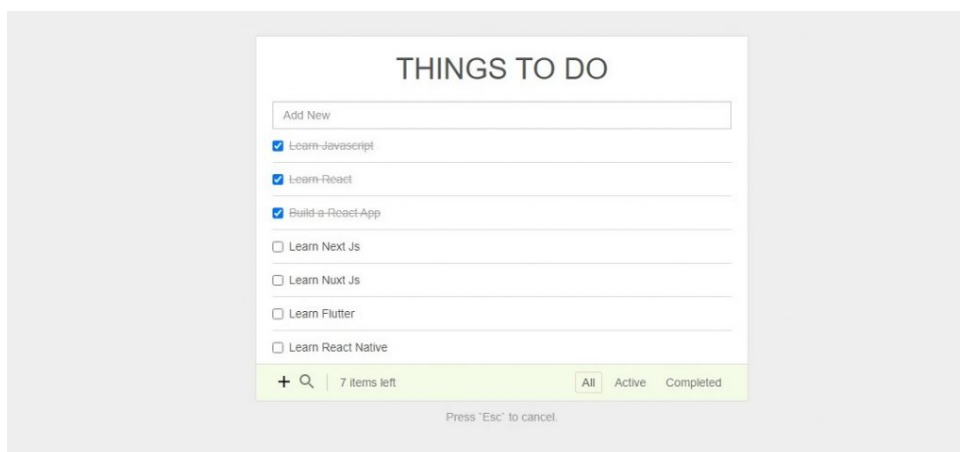 THINGS TO DO
Add New
Learn Javascript
Learn React
Build a React App
Learn Next Js
Learn Nuxt Js
Learn Flutter
Learn React Native
7 items left All Active Completed
Press `Esc` to cancel.